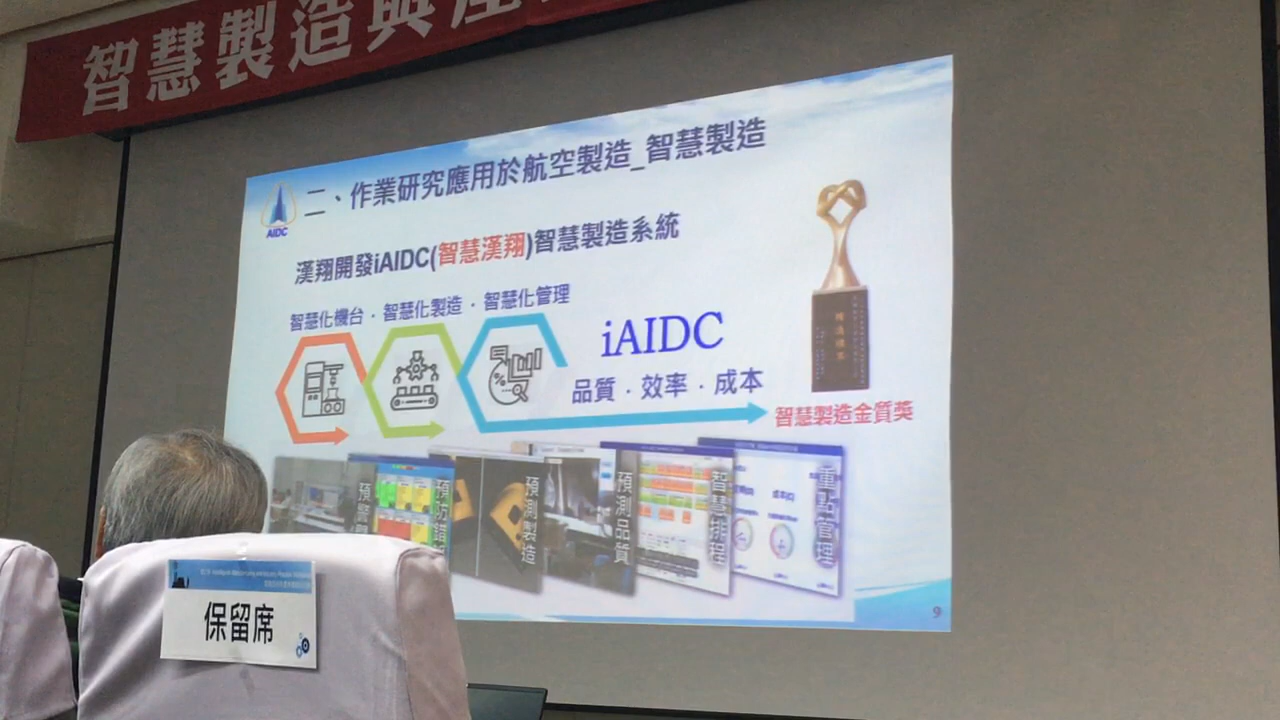 智慧製造與
AIDC
二、作業研究應用於航空製造_智慧製造
漢翔開發iAIDC(智慧漢翔)智慧製造系統
智慧化機台．智慧化製造．智慧化管理
iAIDC
品質．效率．成本
智慧製造金質獎
預防錯
預測製造
預測品質
智慧排程
重點管理
9
保留席